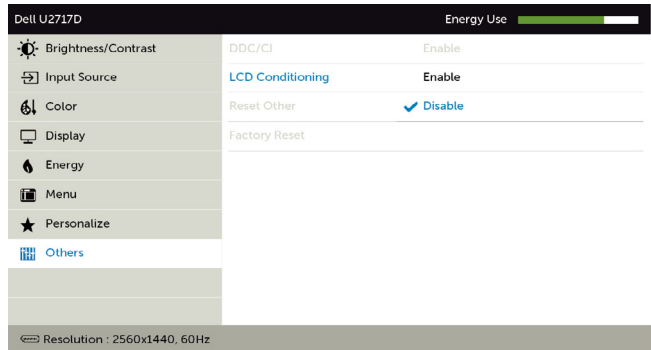 Dell U2717D Energy Use
Brightness/Contrast DDC/CI Enable
Input Source LCD Conditioning Enable
Color Reset Other Disable
Display Factory Reset
Energy
Menu
Personalize
Others
Resolution : 2560x1440, 60Hz